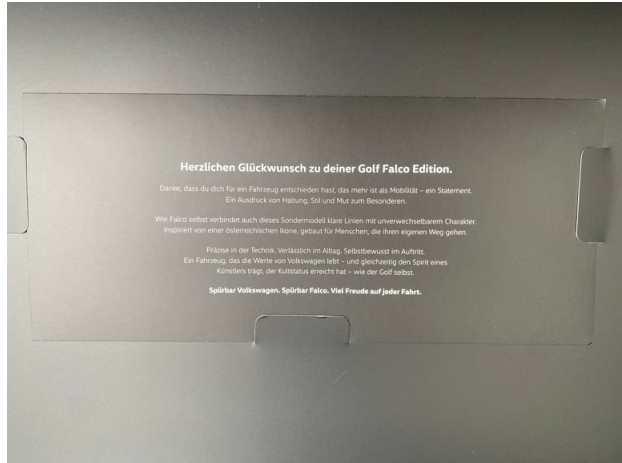 Herzlichen Glückwunsch zu deiner Golf Falco Edition.
Danke, dass du dich für ein Fahrzeug entschieden hast, das mehr ist als Mobilität – ein Statement.
Ein Ausdruck von Haltung, Stil und Mut zum Besonderen.
Wie Falco selbst verbindet auch dieses Sondermodell klare Linien mit unverwechselbarem Charakter.
Inspiriert von einer österreichischen Ikone, gebaut für Menschen, die ihren eigenen Weg gehen.
Präzise in der Technik. Verlässlich im Alltag. Selbstbewusst im Auftritt.
Ein Fahrzeug, das die Werte von Volkswagen lebt – und gleichzeitig den Spirit eines
Künstlers trägt, der Kultstatus erreicht hat – wie der Golf selbst.
Spürbar Volkswagen. Spürbar Falco. Viel Freude auf jeder Fahrt.